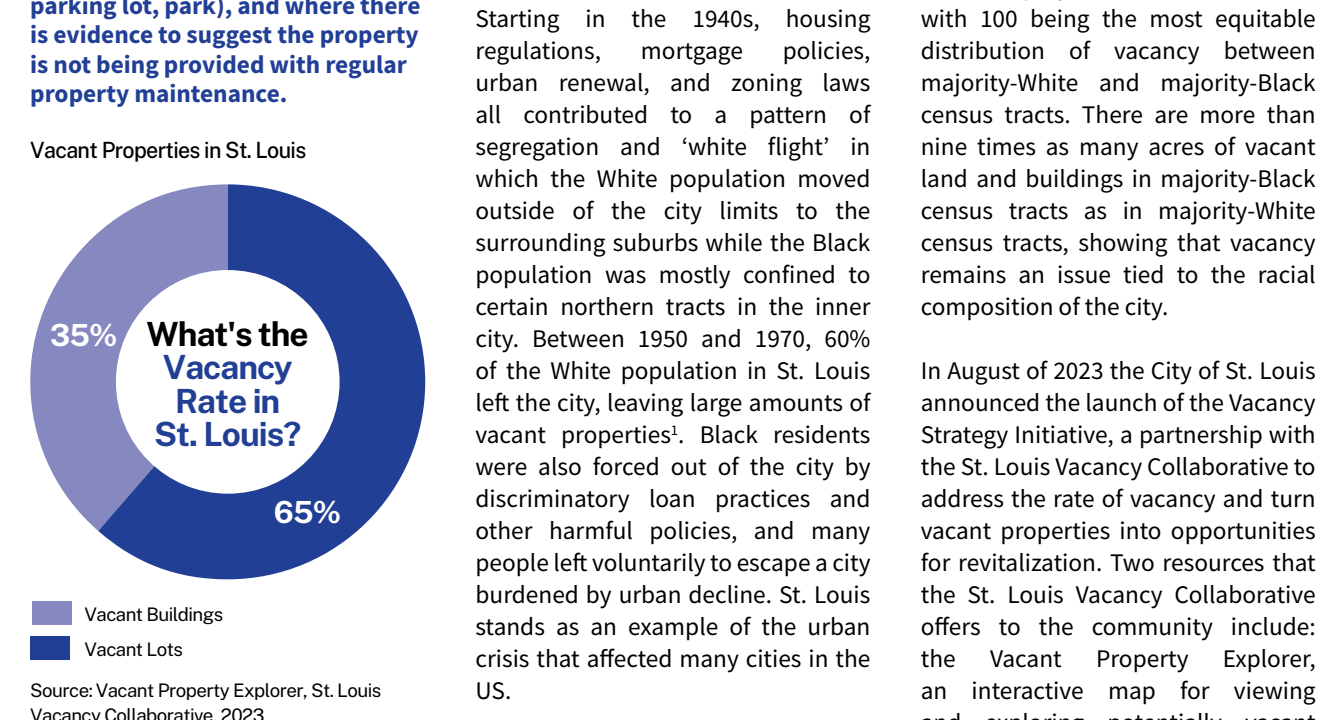 parking lot, park), and where there
is evidence to suggest the property
is not being provided with regular
property maintenance.
Vacant Properties in St. Louis
35%
What's the
Vacancy
Rate in
St. Louis?
65%
Vacant Buildings
Vacant Lots
Source: Vacant Property Explorer, St. Louis
Vacancy Collaborative, 2023
Starting in the 1940s, housing
regulations, mortgage policies,
urban renewal, and zoning laws
all contributed to a pattern of
segregation and ‘white flight’ in
which the White population moved
outside of the city limits to the
surrounding suburbs while the Black
population was mostly confined to
certain northern tracts in the inner
city. Between 1950 and 1970, 60%
of the White population in St. Louis
left the city, leaving large amounts of
vacant properties¹. Black residents
were also forced out of the city by
discriminatory loan practices and
other harmful policies, and many
people left voluntarily to escape a city
burdened by urban decline. St. Louis
stands as an example of the urban
crisis that affected many cities in the
US.
with 100 being the most equitable
distribution of vacancy between
majority-White and majority-Black
census tracts. There are more than
nine times as many acres of vacant
land and buildings in majority-Black
census tracts as in majority-White
census tracts, showing that vacancy
remains an issue tied to the racial
composition of the city.
In August of 2023 the City of St. Louis
announced the launch of the Vacancy
Strategy Initiative, a partnership with
the St. Louis Vacancy Collaborative to
address the rate of vacancy and turn
vacant properties into opportunities
for revitalization. Two resources that
the St. Louis Vacancy Collaborative
offers to the community include:
the Vacant Property Explorer,
an interactive map for viewing
and exploring potentially vacant